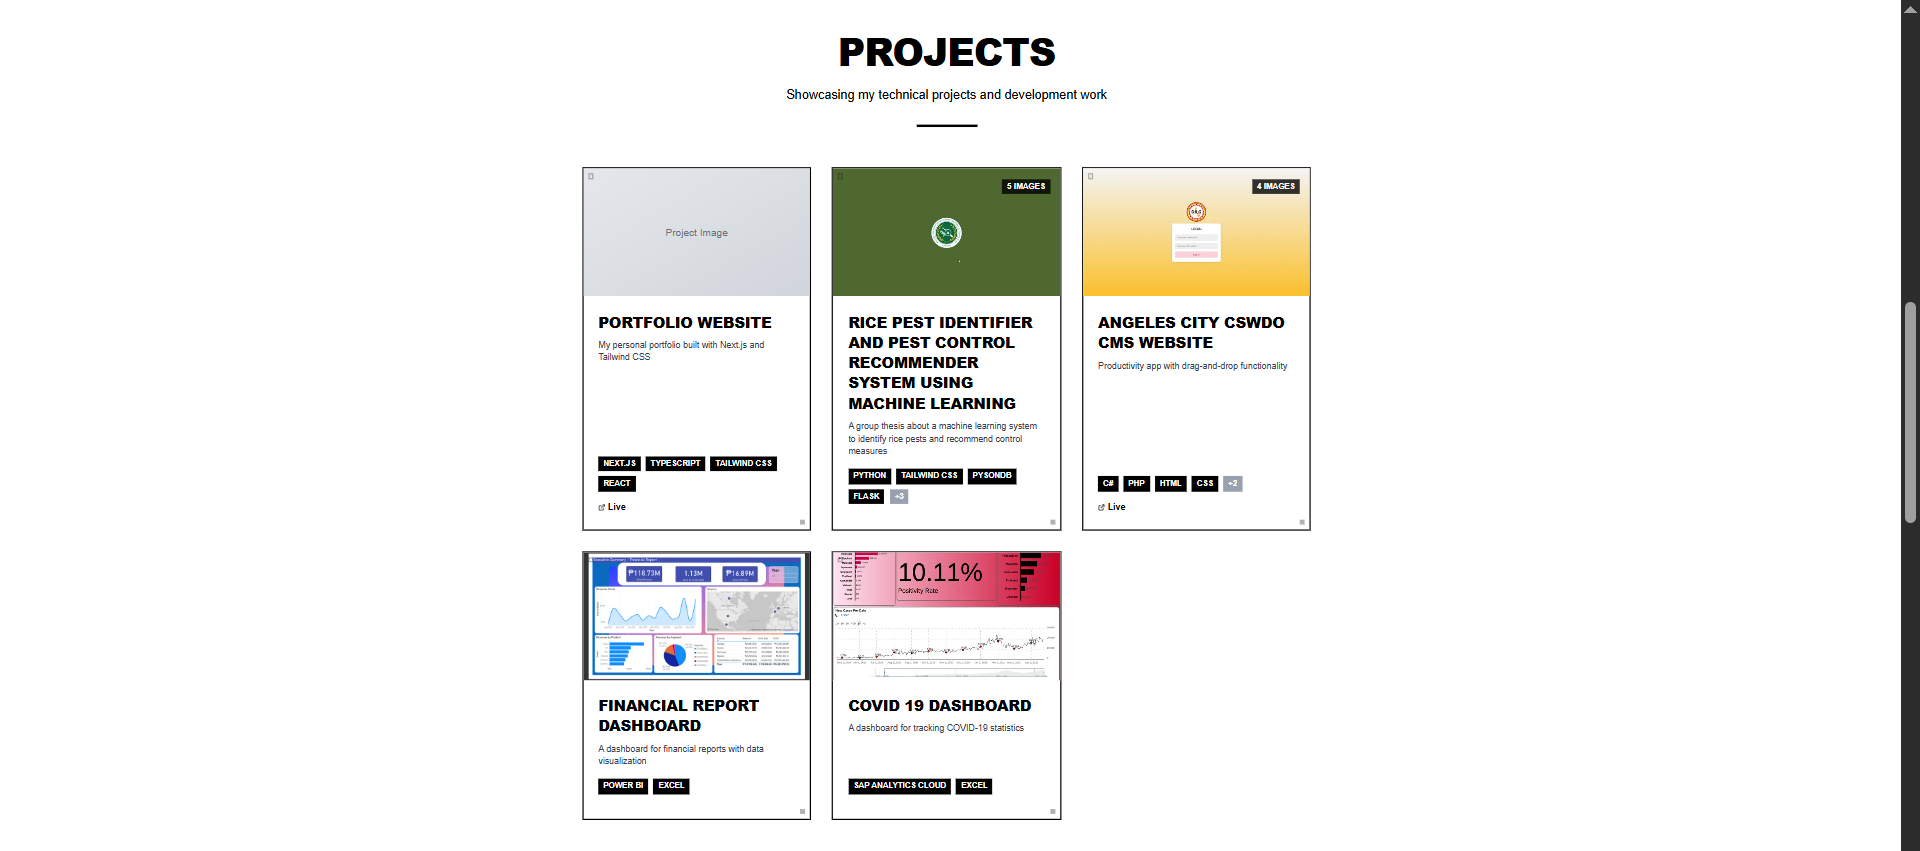 PROJECTS
Showcasing my technical projects and development work
Project Image
PORTFOLIO WEBSITE
My personal portfolio built with Next.js and
Tailwind CSS
NEXT.JS TYPESCRIPT TAILWIND CSS
REACT
Live
5 IMAGES
RICE PEST IDENTIFIER
AND PEST CONTROL
RECOMMENDER
SYSTEM USING
MACHINE LEARNING
A group thesis about a machine learning system
to identify rice pests and recommend control
measures
PYTHON TAILWIND CSS PYSONDB
FLASK +3
4 IMAGES
ANGELES CITY CSWDO
CMS WEBSITE
Productivity app with drag-and-drop functionality
C# PHP HTML CSS +2
Live
₱118.73M 1.13M ₱16.89M
Year
FINANCIAL REPORT
DASHBOARD
A dashboard for financial reports with data
visualization
POWER BI EXCEL
10.11%
Positivity Rate
COVID 19 DASHBOARD
A dashboard for tracking COVID-19 statistics
SAP ANALYTICS CLOUD EXCEL